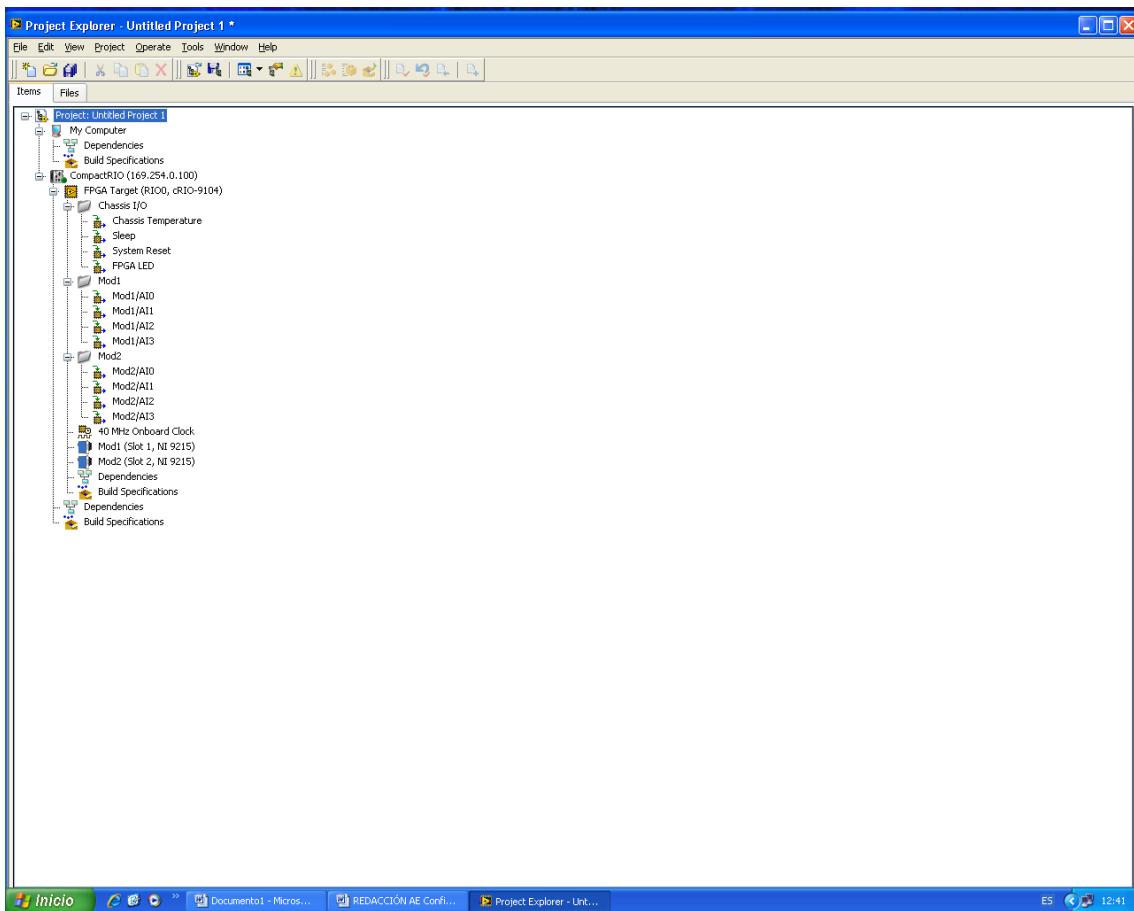 Project Explorer - Untitled Project 1 *
File Edit View Project Operate Tools Window Help
Items Files
Project: Untitled Project 1
My Computer
Dependencies
Build Specifications
CompactRIO (169.254.0.100)
FPGA Target (RIO0, cRIO-9104)
Chassis I/O
Chassis Temperature
Sleep
System Reset
FPGA LED
Mod1
Mod1/AI0
Mod1/AI1
Mod1/AI2
Mod1/AI3
Mod2
Mod2/AI0
Mod2/AI1
Mod2/AI2
Mod2/AI3
40 MHz Onboard Clock
Mod1 (Slot 1, NI 9215)
Mod2 (Slot 2, NI 9215)
Dependencies
Build Specifications
Dependencies
Build Specifications
Inicio » Documento1 - Micros... REDACCIÓN AE Confi... Project Explorer - Unt... ES 12:41